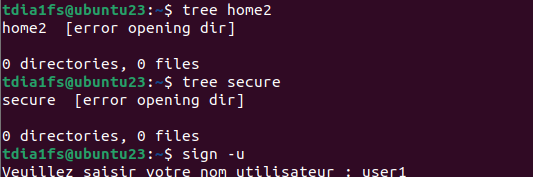 tdia1fs@ubuntu23:~$ tree home2
home2  [error opening dir]
0 directories, 0 files
tdia1fs@ubuntu23:~$ tree secure
secure  [error opening dir]
0 directories, 0 files
tdia1fs@ubuntu23:~$ sign -u
Veuillez saisir votre nom utilisateur : user1